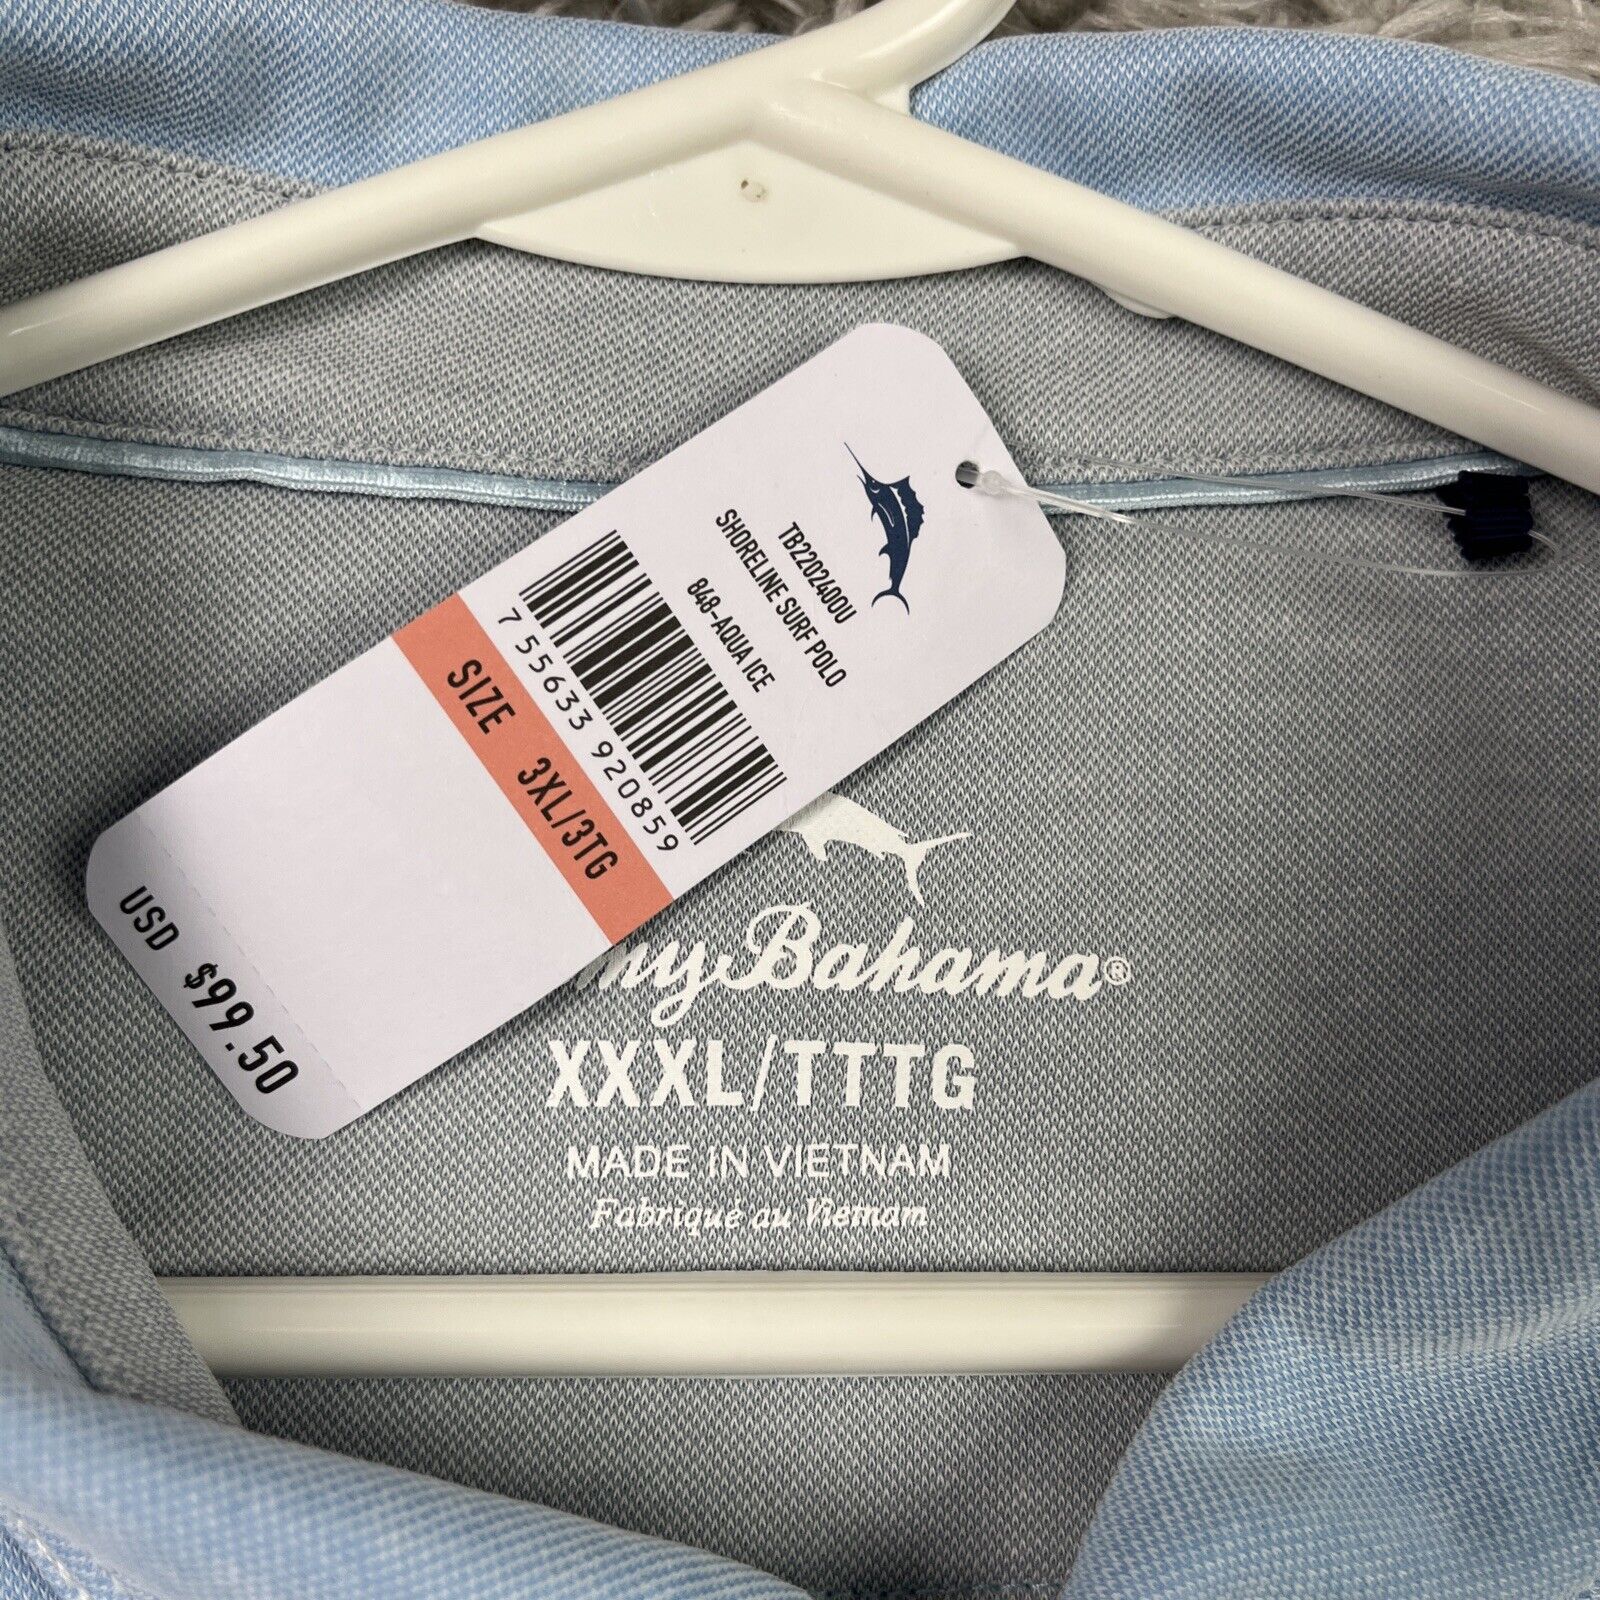 TB2202400U
SHORELINE SURF POLO
848-AQUA ICE
7 55633 92085 9
SIZE 3XL/3TG
USD $99.50
Bahama®
XXXL/TTTG
MADE IN VIETNAM
Fabriqué au Vietnam